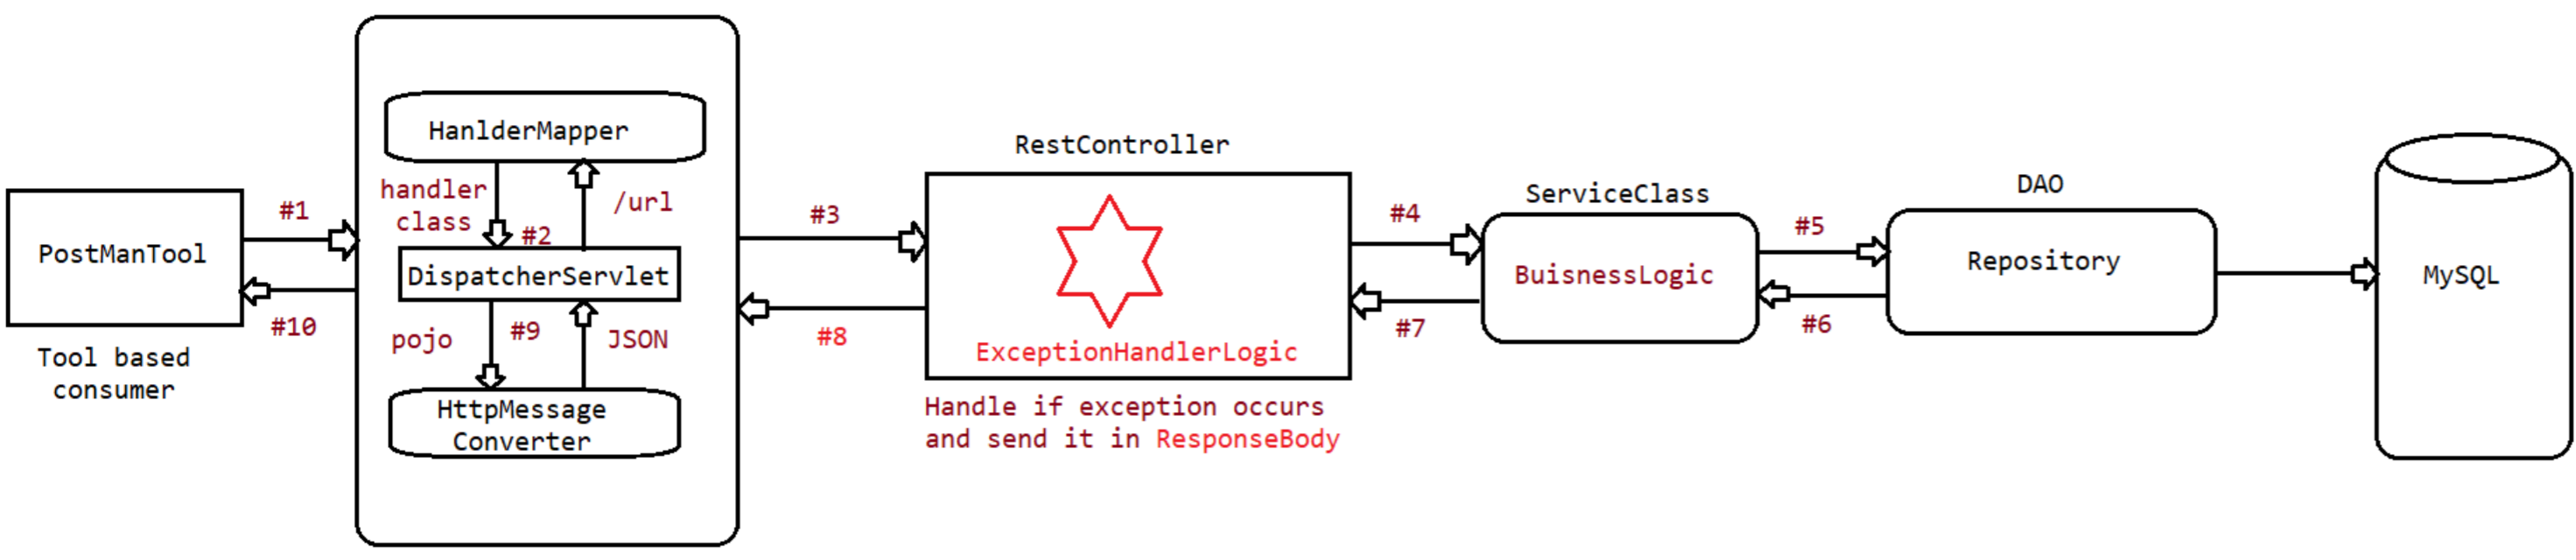 PostManTool
Tool based
consumer
#1
#10
HanlderMapper
handler
class
#2
/url
DispatcherServlet
pojo
#9
JSON
HttpMessage
Converter
#3
#8
RestController
ExceptionHandlerLogic
Handle if exception occurs
and send it in ResponseBody
#4
#7
ServiceClass
BuisnessLogic
#5
#6
DAO
Repository
MySQL